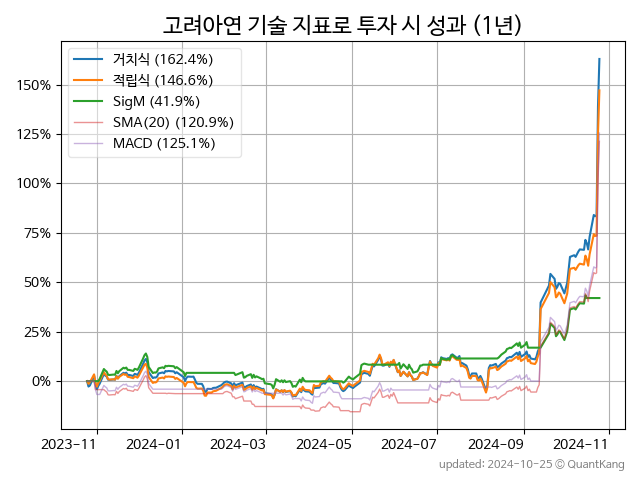 고려아연 기술 지표로 투자 시 성과 (1년)
거치식 (162.4%)
적립식 (146.6%)
SigM (41.9%)
SMA(20) (120.9%)
MACD (125.1%)
150%
125%
100%
75%
50%
25%
0%
2023-11 2024-01 2024-03 2024-05 2024-07 2024-09 2024-11
updated: 2024-10-25 © QuantKang